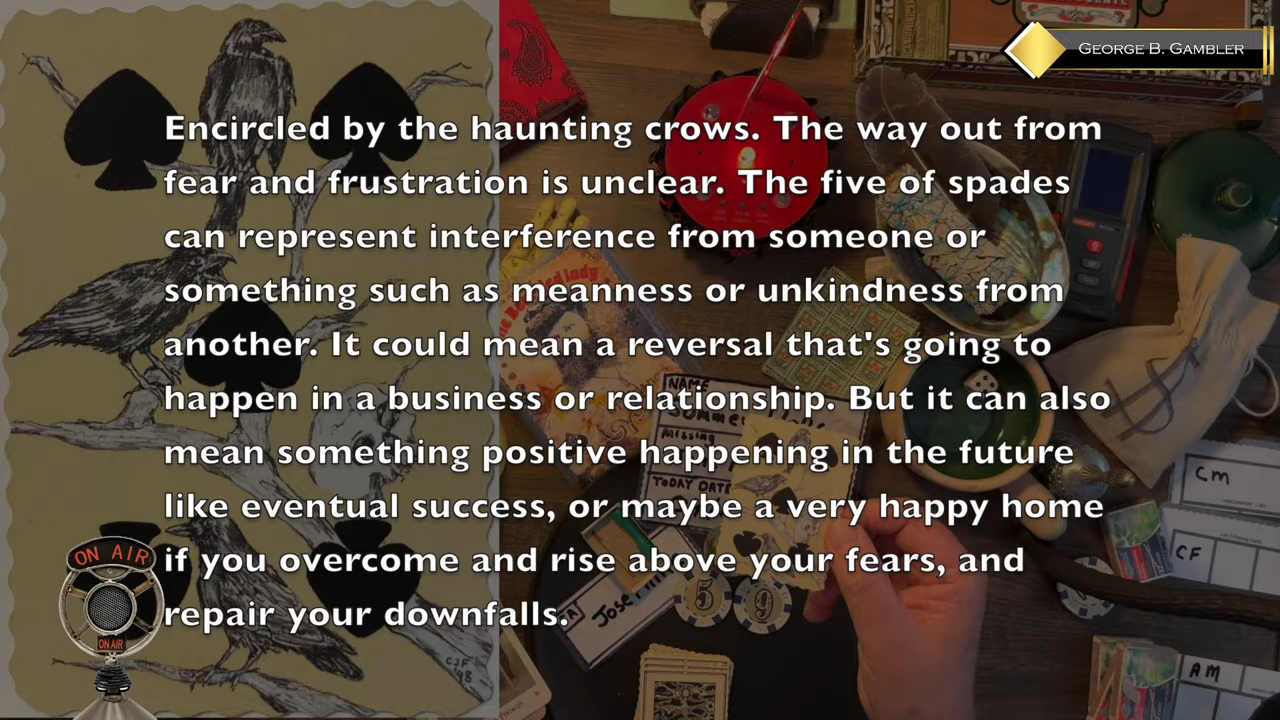 George B. Gambler
Encircled by the haunting crows. The way out from
fear and frustration is unclear. The five of spades
can represent interference from someone or
something such as meanness or unkindness from
another. It could mean a reversal that's going to
happen in a business or relationship. But it can also
mean something positive happening in the future
like eventual success, or maybe a very happy home
if you overcome and rise above your fears, and
repair your downfalls.
ON AIR
ON AIR
CJF
'98
Lady
NAME
MISSING
TODAY DATE
5
9
CM
CF
AM